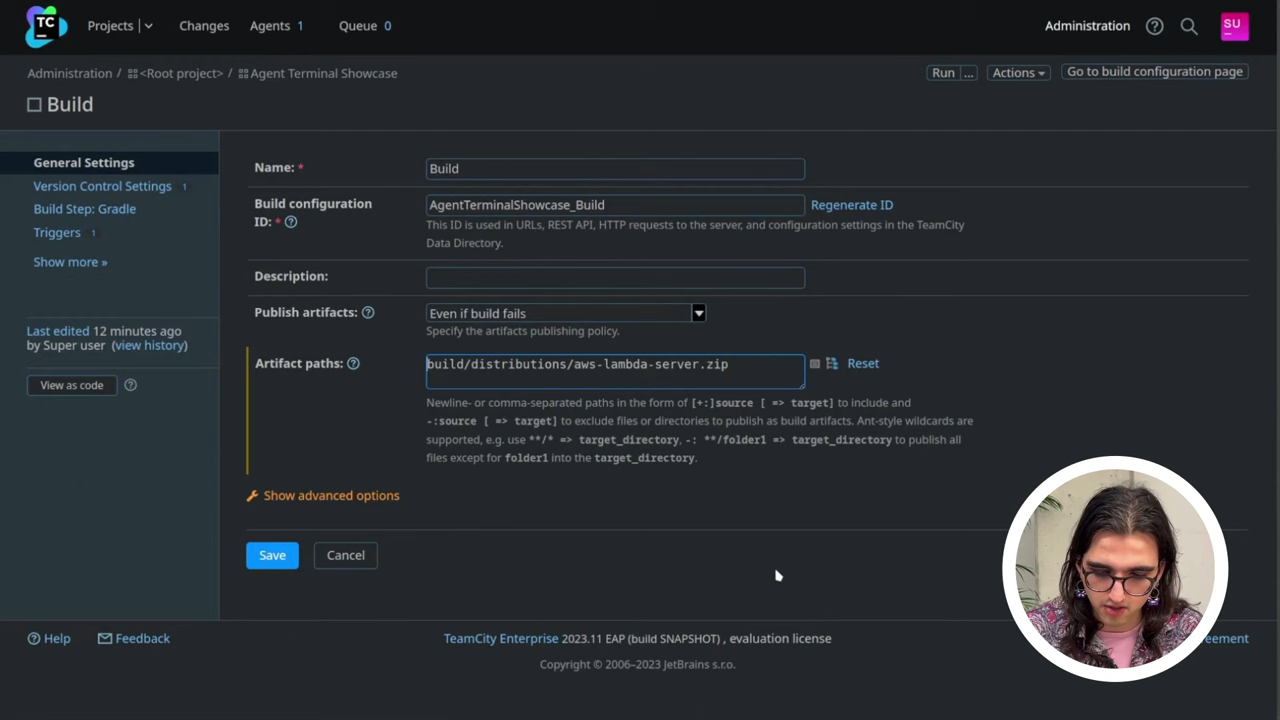 TC
Projects
Changes
Agents 1
Queue 0
Administration
SU
Administration / <Root project> / Agent Terminal Showcase
Run ...
Actions
Go to build configuration page
Build
General Settings
Version Control Settings 1
Build Step: Gradle
Triggers 1
Show more »
Last edited 12 minutes ago
by Super user (view history)
View as code
Name: *
Build
Build configuration
ID: *
AgentTerminalShowcase_Build
Regenerate ID
This ID is used in URLs, REST API, HTTP requests to the server, and configuration settings in the TeamCity
Data Directory.
Description:
Publish artifacts:
Even if build fails
Specify the artifacts publishing policy.
Artifact paths:
build/distributions/aws-lambda-server.zip
Reset
Newline- or comma-separated paths in the form of [+:]source [ => target] to include and
-:source [ => target] to exclude files or directories to publish as build artifacts. Ant-style wildcards are
supported, e.g. use **/* => target_directory, -: **/folder1 => target_directory to publish all
files except for folder1 into the target_directory.
Show advanced options
Save
Cancel
Help
Feedback
TeamCity Enterprise 2023.11 EAP (build SNAPSHOT) , evaluation license
Copyright © 2006–2023 JetBrains s.r.o.